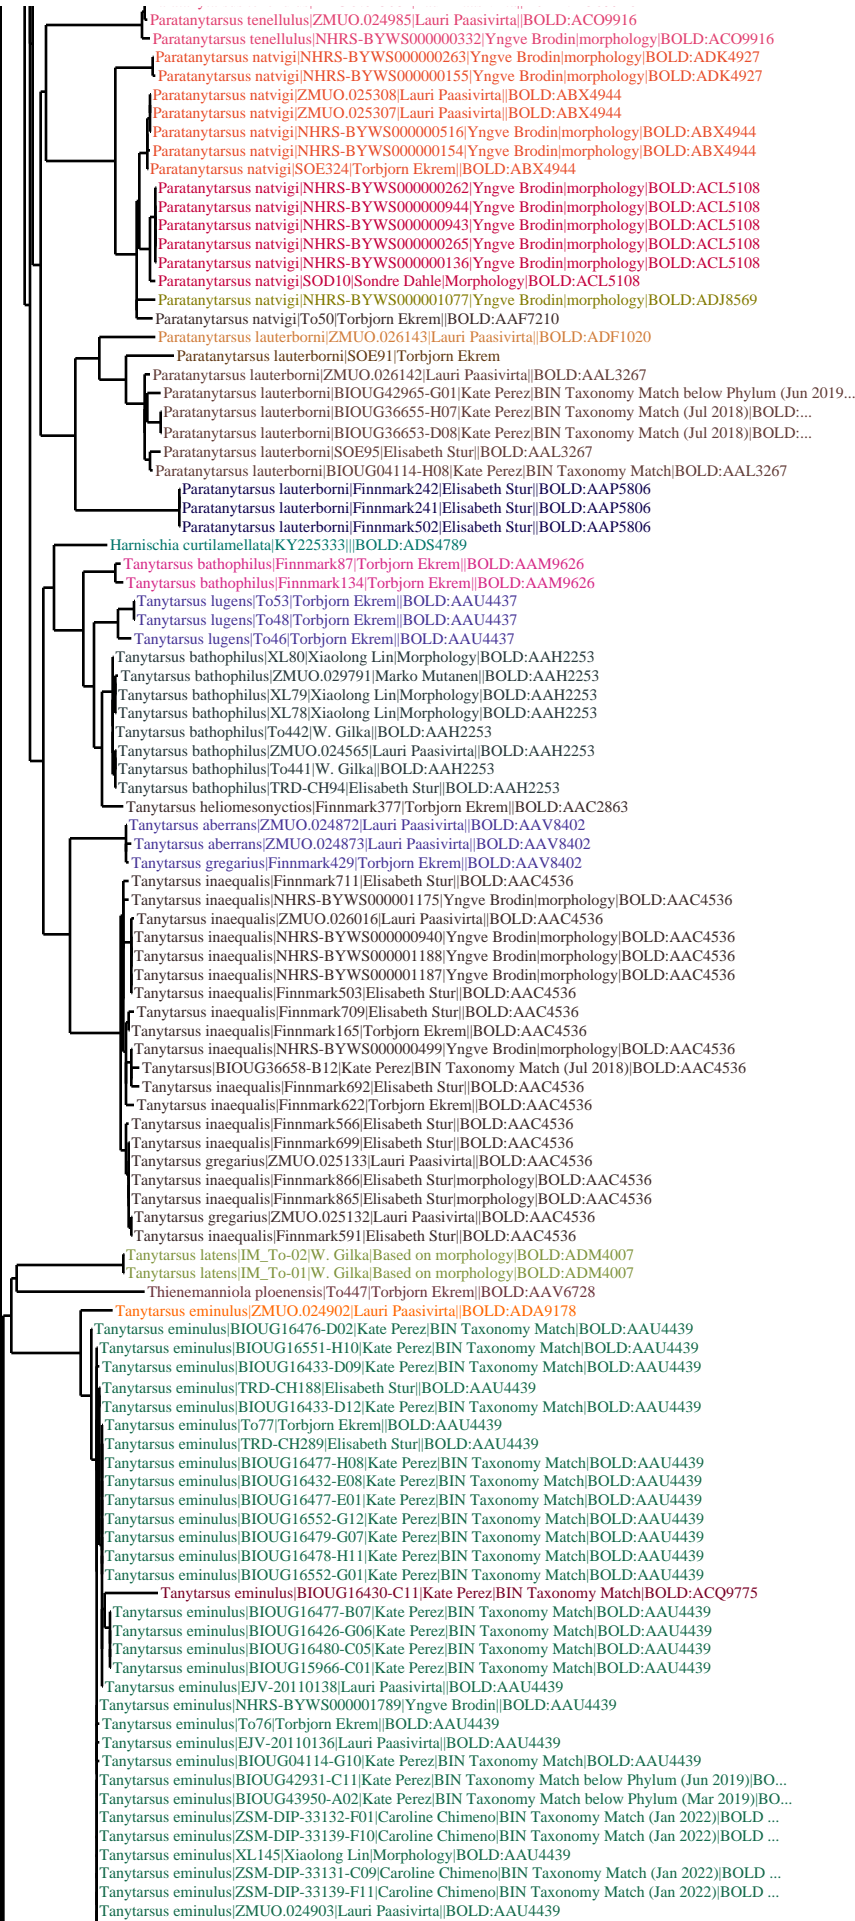 Paratanytarsus tenellulus|ZMUO.024985|Lauri Paasivirta||BOLD:ACO9916
Paratanytarsus tenellulus|NHRS-BYWS000000332|Yngve Brodin|morphology|BOLD:ACO9916
Paratanytarsus natvigi|NHRS-BYWS000000263|Yngve Brodin|morphology|BOLD:ADK4927
Paratanytarsus natvigi|NHRS-BYWS000000155|Yngve Brodin|morphology|BOLD:ADK4927
Paratanytarsus natvigi|ZMUO.025308|Lauri Paasivirta||BOLD:ABX4944
Paratanytarsus natvigi|ZMUO.025307|Lauri Paasivirta||BOLD:ABX4944
Paratanytarsus natvigi|NHRS-BYWS000000516|Yngve Brodin|morphology|BOLD:ABX4944
Paratanytarsus natvigi|NHRS-BYWS000000154|Yngve Brodin|morphology|BOLD:ABX4944
Paratanytarsus natvigi|SOE324|Torbjorn Ekrem||BOLD:ABX4944
Paratanytarsus natvigi|NHRS-BYWS000000262|Yngve Brodin|morphology|BOLD:ACL5108
Paratanytarsus natvigi|NHRS-BYWS000000944|Yngve Brodin|morphology|BOLD:ACL5108
Paratanytarsus natvigi|NHRS-BYWS000000943|Yngve Brodin|morphology|BOLD:ACL5108
Paratanytarsus natvigi|NHRS-BYWS000000265|Yngve Brodin|morphology|BOLD:ACL5108
Paratanytarsus natvigi|NHRS-BYWS000000136|Yngve Brodin|morphology|BOLD:ACL5108
Paratanytarsus natvigi|SOD10|Sondre Dahle|Morphology|BOLD:ACL5108
Paratanytarsus natvigi|NHRS-BYWS000001077|Yngve Brodin|morphology|BOLD:ADJ8569
Paratanytarsus natvigi|To50|Torbjorn Ekrem||BOLD:AAF7210
Paratanytarsus lauterborni|ZMUO.026143|Lauri Paasivirta||BOLD:ADF1020
Paratanytarsus lauterborni|SOE91|Torbjorn Ekrem
Paratanytarsus lauterborni|ZMUO.026142|Lauri Paasivirta||BOLD:AAL3267
Paratanytarsus lauterborni|BIOUG42965-G01|Kate Perez|BIN Taxonomy Match below Phylum (Jun 2019...
Paratanytarsus lauterborni|BIOUG36655-H07|Kate Perez|BIN Taxonomy Match (Jul 2018)|BOLD:...
Paratanytarsus lauterborni|BIOUG36653-D08|Kate Perez|BIN Taxonomy Match (Jul 2018)|BOLD:...
Paratanytarsus lauterborni|SOE95|Elisabeth Stur||BOLD:AAL3267
Paratanytarsus lauterborni|BIOUG04114-H08|Kate Perez|BIN Taxonomy Match|BOLD:AAL3267
Paratanytarsus lauterborni|Finnmark242|Elisabeth Stur||BOLD:AAP5806
Paratanytarsus lauterborni|Finnmark241|Elisabeth Stur||BOLD:AAP5806
Paratanytarsus lauterborni|Finnmark502|Elisabeth Stur||BOLD:AAP5806
Harnischia curtilamellata|KY225333|||BOLD:ADS4789
Tanytarsus bathophilus|Finnmark87|Torbjorn Ekrem||BOLD:AAM9626
Tanytarsus bathophilus|Finnmark134|Torbjorn Ekrem||BOLD:AAM9626
Tanytarsus lugens|To53|Torbjorn Ekrem||BOLD:AAU4437
Tanytarsus lugens|To48|Torbjorn Ekrem||BOLD:AAU4437
Tanytarsus lugens|To46|Torbjorn Ekrem||BOLD:AAU4437
Tanytarsus bathophilus|XL80|Xiaolong Lin|Morphology|BOLD:AAH2253
Tanytarsus bathophilus|ZMUO.029791|Marko Mutanen||BOLD:AAH2253
Tanytarsus bathophilus|XL79|Xiaolong Lin|Morphology|BOLD:AAH2253
Tanytarsus bathophilus|XL78|Xiaolong Lin|Morphology|BOLD:AAH2253
Tanytarsus bathophilus|To442|W. Gilka||BOLD:AAH2253
Tanytarsus bathophilus|ZMUO.024565|Lauri Paasivirta||BOLD:AAH2253
Tanytarsus bathophilus|To441|W. Gilka||BOLD:AAH2253
Tanytarsus bathophilus|TRD-CH94|Elisabeth Stur||BOLD:AAH2253
Tanytarsus heliomesonyctios|Finnmark377|Torbjorn Ekrem||BOLD:AAC2863
Tanytarsus aberrans|ZMUO.024872|Lauri Paasivirta||BOLD:AAV8402
Tanytarsus aberrans|ZMUO.024873|Lauri Paasivirta||BOLD:AAV8402
Tanytarsus gregarius|Finnmark429|Torbjorn Ekrem||BOLD:AAV8402
Tanytarsus inaequalis|Finnmark711|Elisabeth Stur||BOLD:AAC4536
Tanytarsus inaequalis|NHRS-BYWS000001175|Yngve Brodin|morphology|BOLD:AAC4536
Tanytarsus inaequalis|ZMUO.026016|Lauri Paasivirta||BOLD:AAC4536
Tanytarsus inaequalis|NHRS-BYWS000000940|Yngve Brodin|morphology|BOLD:AAC4536
Tanytarsus inaequalis|NHRS-BYWS000001188|Yngve Brodin|morphology|BOLD:AAC4536
Tanytarsus inaequalis|NHRS-BYWS000001187|Yngve Brodin|morphology|BOLD:AAC4536
Tanytarsus inaequalis|Finnmark503|Elisabeth Stur||BOLD:AAC4536
Tanytarsus inaequalis|Finnmark709|Elisabeth Stur||BOLD:AAC4536
Tanytarsus inaequalis|Finnmark165|Torbjorn Ekrem||BOLD:AAC4536
Tanytarsus inaequalis|NHRS-BYWS000000499|Yngve Brodin|morphology|BOLD:AAC4536
Tanytarsus|BIOUG36658-B12|Kate Perez|BIN Taxonomy Match (Jul 2018)|BOLD:AAC4536
Tanytarsus inaequalis|Finnmark692|Elisabeth Stur||BOLD:AAC4536
Tanytarsus inaequalis|Finnmark622|Torbjorn Ekrem||BOLD:AAC4536
Tanytarsus inaequalis|Finnmark566|Elisabeth Stur||BOLD:AAC4536
Tanytarsus inaequalis|Finnmark699|Elisabeth Stur||BOLD:AAC4536
Tanytarsus gregarius|ZMUO.025133|Lauri Paasivirta||BOLD:AAC4536
Tanytarsus inaequalis|Finnmark866|Elisabeth Stur|morphology|BOLD:AAC4536
Tanytarsus inaequalis|Finnmark865|Elisabeth Stur|morphology|BOLD:AAC4536
Tanytarsus gregarius|ZMUO.025132|Lauri Paasivirta||BOLD:AAC4536
Tanytarsus inaequalis|Finnmark591|Elisabeth Stur||BOLD:AAC4536
Tanytarsus latens|IM_To-02|W. Gilka|Based on morphology|BOLD:ADM4007
Tanytarsus latens|IM_To-01|W. Gilka|Based on morphology|BOLD:ADM4007
Thienemanniola ploenensis|To447|Torbjorn Ekrem||BOLD:AAV6728
Tanytarsus eminulus|ZMUO.024902|Lauri Paasivirta||BOLD:ADA9178
Tanytarsus eminulus|BIOUG16476-D02|Kate Perez|BIN Taxonomy Match|BOLD:AAU4439
Tanytarsus eminulus|BIOUG16551-H10|Kate Perez|BIN Taxonomy Match|BOLD:AAU4439
Tanytarsus eminulus|BIOUG16433-D09|Kate Perez|BIN Taxonomy Match|BOLD:AAU4439
Tanytarsus eminulus|TRD-CH188|Elisabeth Stur||BOLD:AAU4439
Tanytarsus eminulus|BIOUG16433-D12|Kate Perez|BIN Taxonomy Match|BOLD:AAU4439
Tanytarsus eminulus|To77|Torbjorn Ekrem||BOLD:AAU4439
Tanytarsus eminulus|TRD-CH289|Elisabeth Stur||BOLD:AAU4439
Tanytarsus eminulus|BIOUG16477-H08|Kate Perez|BIN Taxonomy Match|BOLD:AAU4439
Tanytarsus eminulus|BIOUG16432-E08|Kate Perez|BIN Taxonomy Match|BOLD:AAU4439
Tanytarsus eminulus|BIOUG16477-E01|Kate Perez|BIN Taxonomy Match|BOLD:AAU4439
Tanytarsus eminulus|BIOUG16552-G12|Kate Perez|BIN Taxonomy Match|BOLD:AAU4439
Tanytarsus eminulus|BIOUG16479-G07|Kate Perez|BIN Taxonomy Match|BOLD:AAU4439
Tanytarsus eminulus|BIOUG16478-H11|Kate Perez|BIN Taxonomy Match|BOLD:AAU4439
Tanytarsus eminulus|BIOUG16552-G01|Kate Perez|BIN Taxonomy Match|BOLD:AAU4439
Tanytarsus eminulus|BIOUG16430-C11|Kate Perez|BIN Taxonomy Match|BOLD:ACQ9775
Tanytarsus eminulus|BIOUG16477-B07|Kate Perez|BIN Taxonomy Match|BOLD:AAU4439
Tanytarsus eminulus|BIOUG16426-G06|Kate Perez|BIN Taxonomy Match|BOLD:AAU4439
Tanytarsus eminulus|BIOUG16480-C05|Kate Perez|BIN Taxonomy Match|BOLD:AAU4439
Tanytarsus eminulus|BIOUG15966-C01|Kate Perez|BIN Taxonomy Match|BOLD:AAU4439
Tanytarsus eminulus|EJV-20110138|Lauri Paasivirta||BOLD:AAU4439
Tanytarsus eminulus|NHRS-BYWS000001789|Yngve Brodin||BOLD:AAU4439
Tanytarsus eminulus|To76|Torbjorn Ekrem||BOLD:AAU4439
Tanytarsus eminulus|EJV-20110136|Lauri Paasivirta||BOLD:AAU4439
Tanytarsus eminulus|BIOUG04114-G10|Kate Perez|BIN Taxonomy Match|BOLD:AAU4439
Tanytarsus eminulus|BIOUG42931-C11|Kate Perez|BIN Taxonomy Match below Phylum (Jun 2019)|BO...
Tanytarsus eminulus|BIOUG43950-A02|Kate Perez|BIN Taxonomy Match below Phylum (Mar 2019)|BO...
Tanytarsus eminulus|ZSM-DIP-33132-F01|Caroline Chimeno|BIN Taxonomy Match (Jan 2022)|BOLD ...
Tanytarsus eminulus|ZSM-DIP-33139-F10|Caroline Chimeno|BIN Taxonomy Match (Jan 2022)|BOLD ...
Tanytarsus eminulus|XL145|Xiaolong Lin|Morphology|BOLD:AAU4439
Tanytarsus eminulus|ZSM-DIP-33131-C09|Caroline Chimeno|BIN Taxonomy Match (Jan 2022)|BOLD ...
Tanytarsus eminulus|ZSM-DIP-33139-F11|Caroline Chimeno|BIN Taxonomy Match (Jan 2022)|BOLD ...
Tanytarsus eminulus|ZMUO.024903|Lauri Paasivirta||BOLD:AAU4439